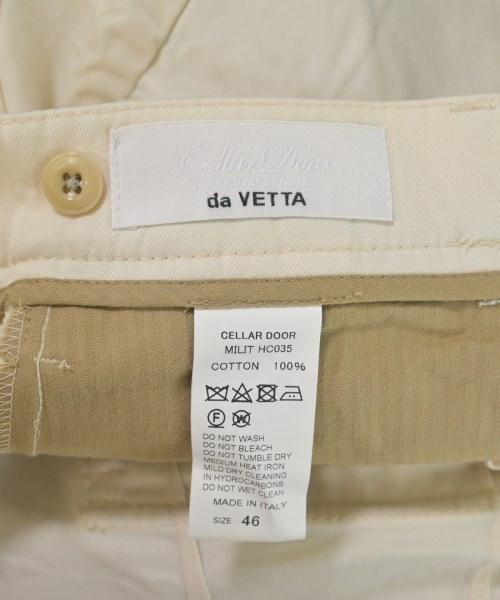 Cellar Door
da VETTA
CELLAR DOOR
MILIT HC035
COTTON 100%
F W
DO NOT WASH
DO NOT BLEACH
DO NOT TUMBLE DRY
MEDIUM HEAT IRON
MILD DRY CLEANING
IN HYDROCARBONS
DO NOT WET CLEAN
MADE IN ITALY
SIZE 46